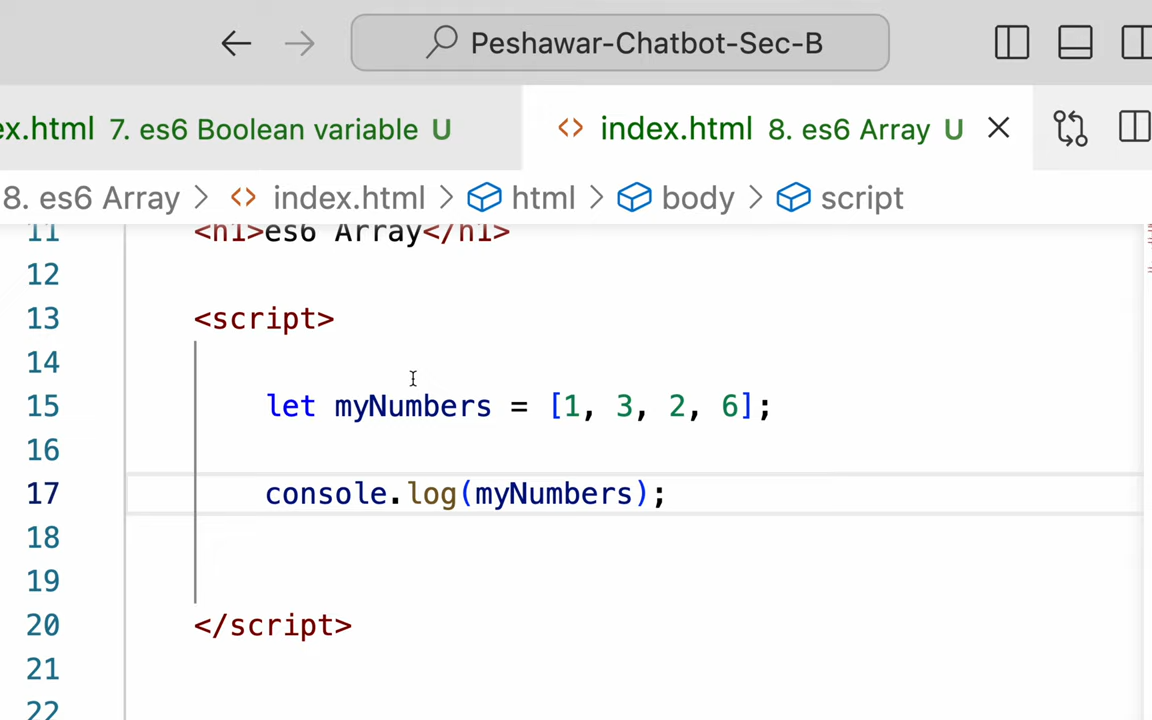 Peshawar-Chatbot-Sec-B
ex.html 7. es6 Boolean variable U
<> index.html 8. es6 Array U
8. es6 Array > <> index.html > html > body > script
11 <h1>es6 Array</h1>
12
13 <script>
14
15 let myNumbers = [1, 3, 2, 6];
16
17 console.log(myNumbers);
18
19
20 </script>
21
22